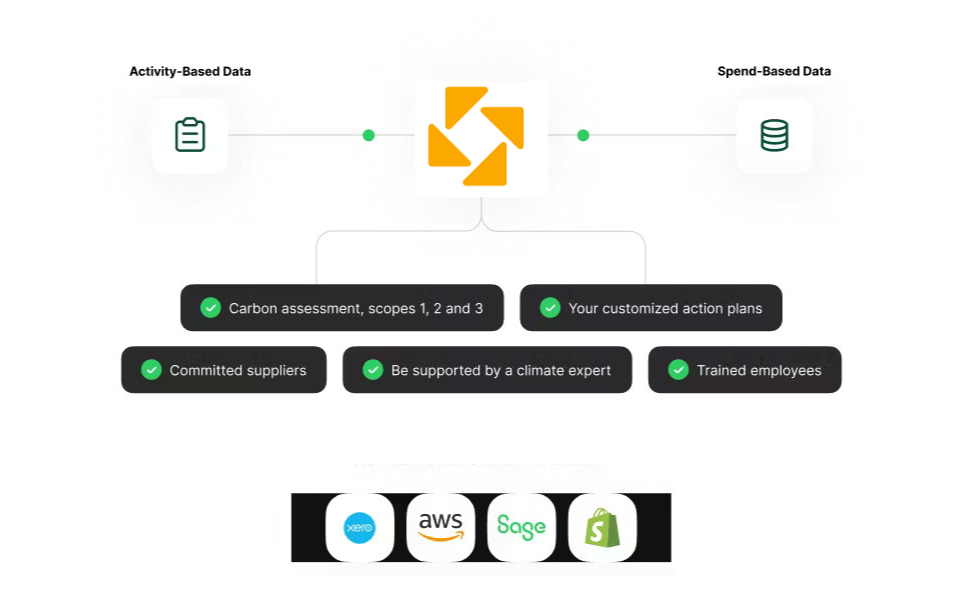 Activity-Based Data
Spend-Based Data
Carbon assessment, scopes 1, 2 and 3
Your customized action plans
Committed suppliers
Be supported by a climate expert
Trained employees
xero
aws
Sage
S